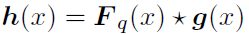 𝒉(x) = 𝑭_q(x) ⋆ 𝒈(x)